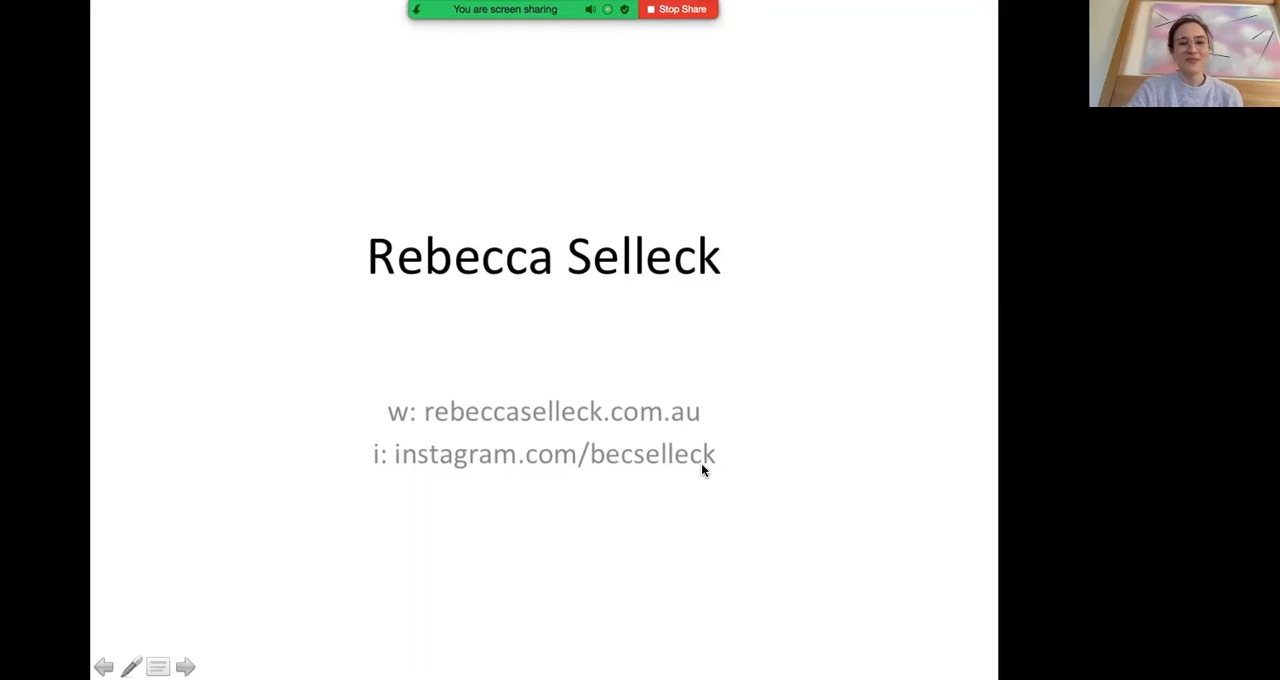 You are screen sharing
Stop Share
Rebecca Selleck
w: rebeccaselleck.com.au
i: instagram.com/becselleck